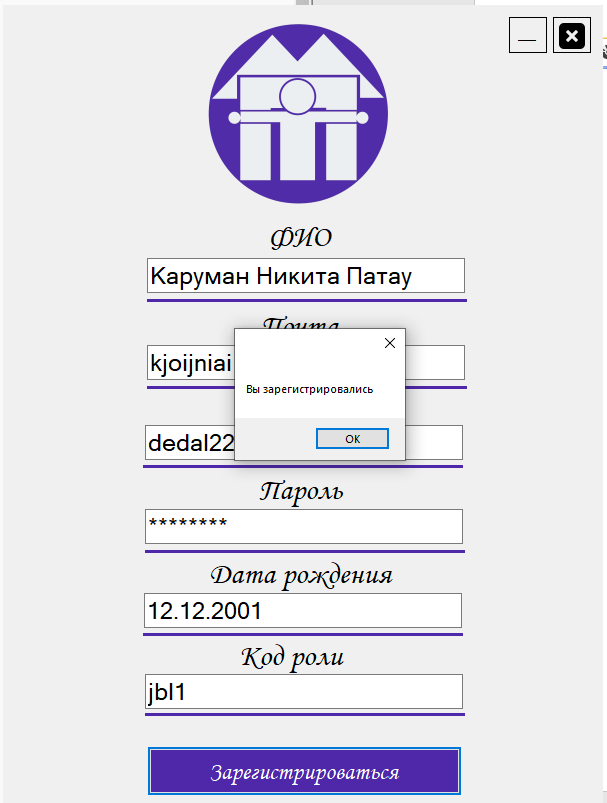 ФИО
Каруман Никита Патау
Почта
kjoijniai
Вы зарегистрировались
OK
dedal22
Пароль
********
Дата рождения
12.12.2001
Код роли
jbl1
Зарегистрироваться